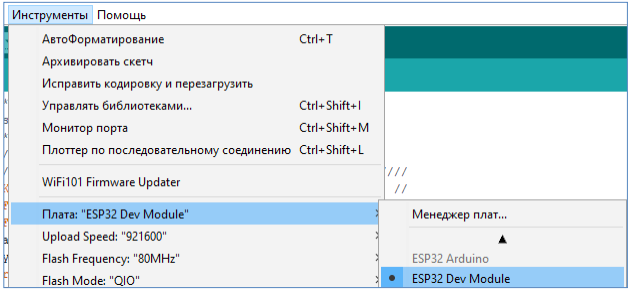 Инструменты Помощь
АвтоФорматирование Ctrl+T
Архивировать скетч
Исправить кодировку и перезагрузить
Управлять библиотеками... Ctrl+Shift+I
Монитор порта Ctrl+Shift+M
Плоттер по последовательному соединению Ctrl+Shift+L
WiFi101 Firmware Updater
Плата: "ESP32 Dev Module"
Менеджер плат...
Upload Speed: "921600"
Flash Frequency: "80MHz"
ESP32 Arduino
Flash Mode: "QIO"
ESP32 Dev Module